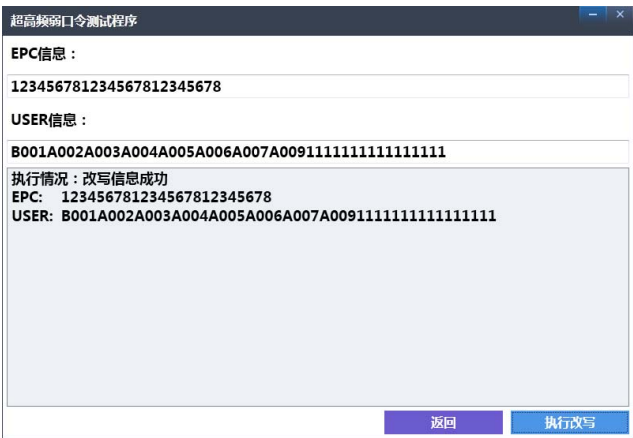 超高频弱口令测试程序
EPC信息：
123456781234567812345678
USER信息：
B001A002A003A004A005A006A007A0091111111111111111
执行情况：改写信息成功
EPC: 123456781234567812345678
USER: B001A002A003A004A005A006A007A0091111111111111111
返回 执行改写